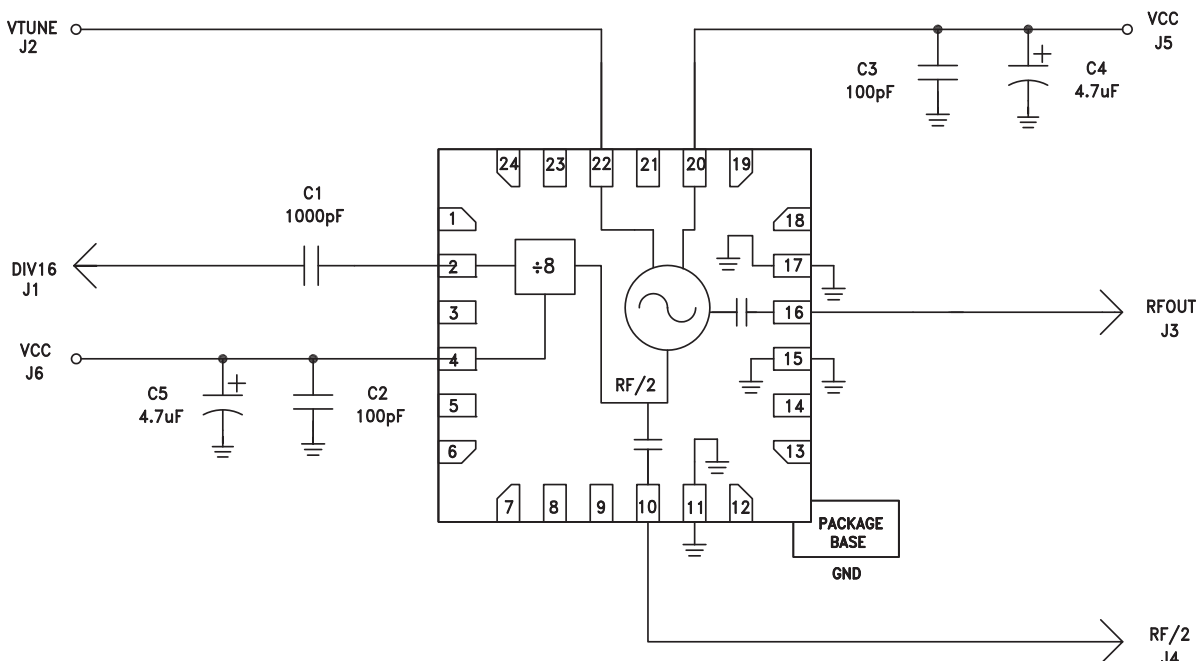 VTUNE
J2
VCC
J5
C3
100pF
C4
4.7uF
24
23
22
21
20
19
C1
1000pF
1
18
DIV16
J1
2
÷8
17
3
16
RFOUT
J3
VCC
J6
4
15
C5
4.7uF
C2
100pF
RF/2
5
14
6
13
7
8
9
10
11
12
PACKAGE
BASE
GND
RF/2
J4